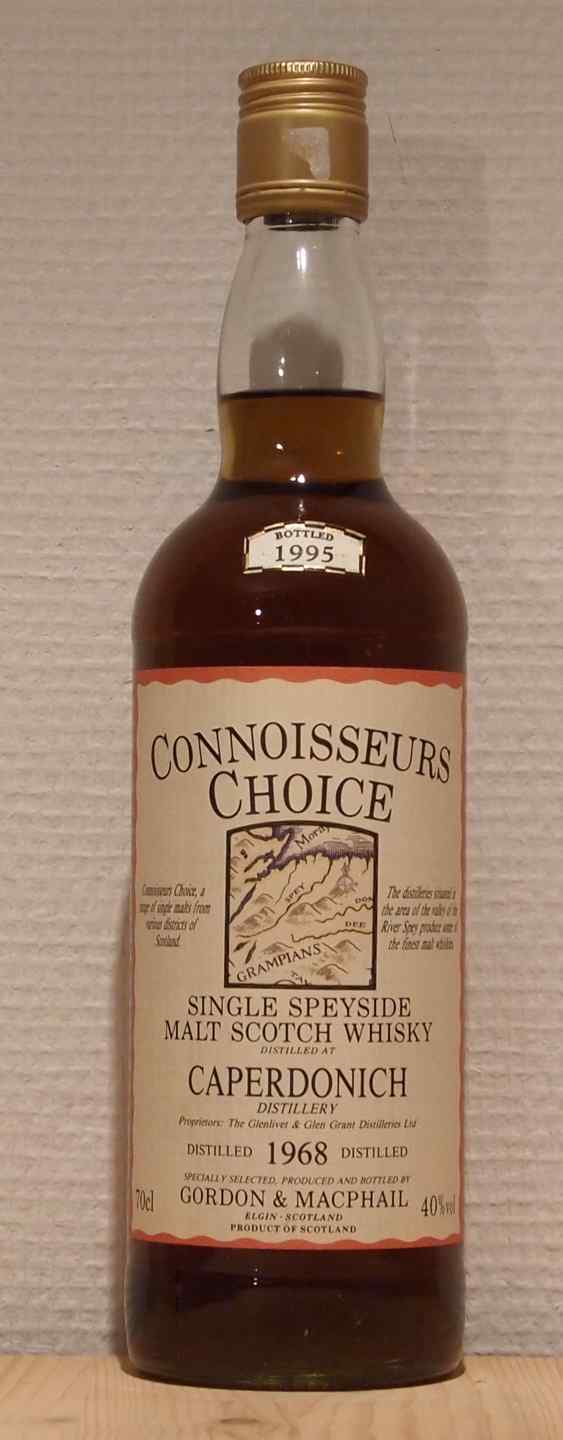 BOTTLED
1995
CONNOISSEURS
CHOICE
Moray
SPEY
DON
DEE
GRAMPIANS
TAY
Connoisseurs Choice, a
range of single malts from
various districts of
Scotland.
The distilleries situated in
the area of the valley of the
River Spey produce some of
the finest malt whiskies.
SINGLE SPEYSIDE
MALT SCOTCH WHISKY
DISTILLED AT
CAPERDONICH
DISTILLERY
Proprietors: The Glenlivet & Glen Grant Distilleries Ltd
DISTILLED 1968 DISTILLED
SPECIALLY SELECTED, PRODUCED AND BOTTLED BY
70cl GORDON & MACPHAIL 40%vol
ELGIN · SCOTLAND
PRODUCT OF SCOTLAND